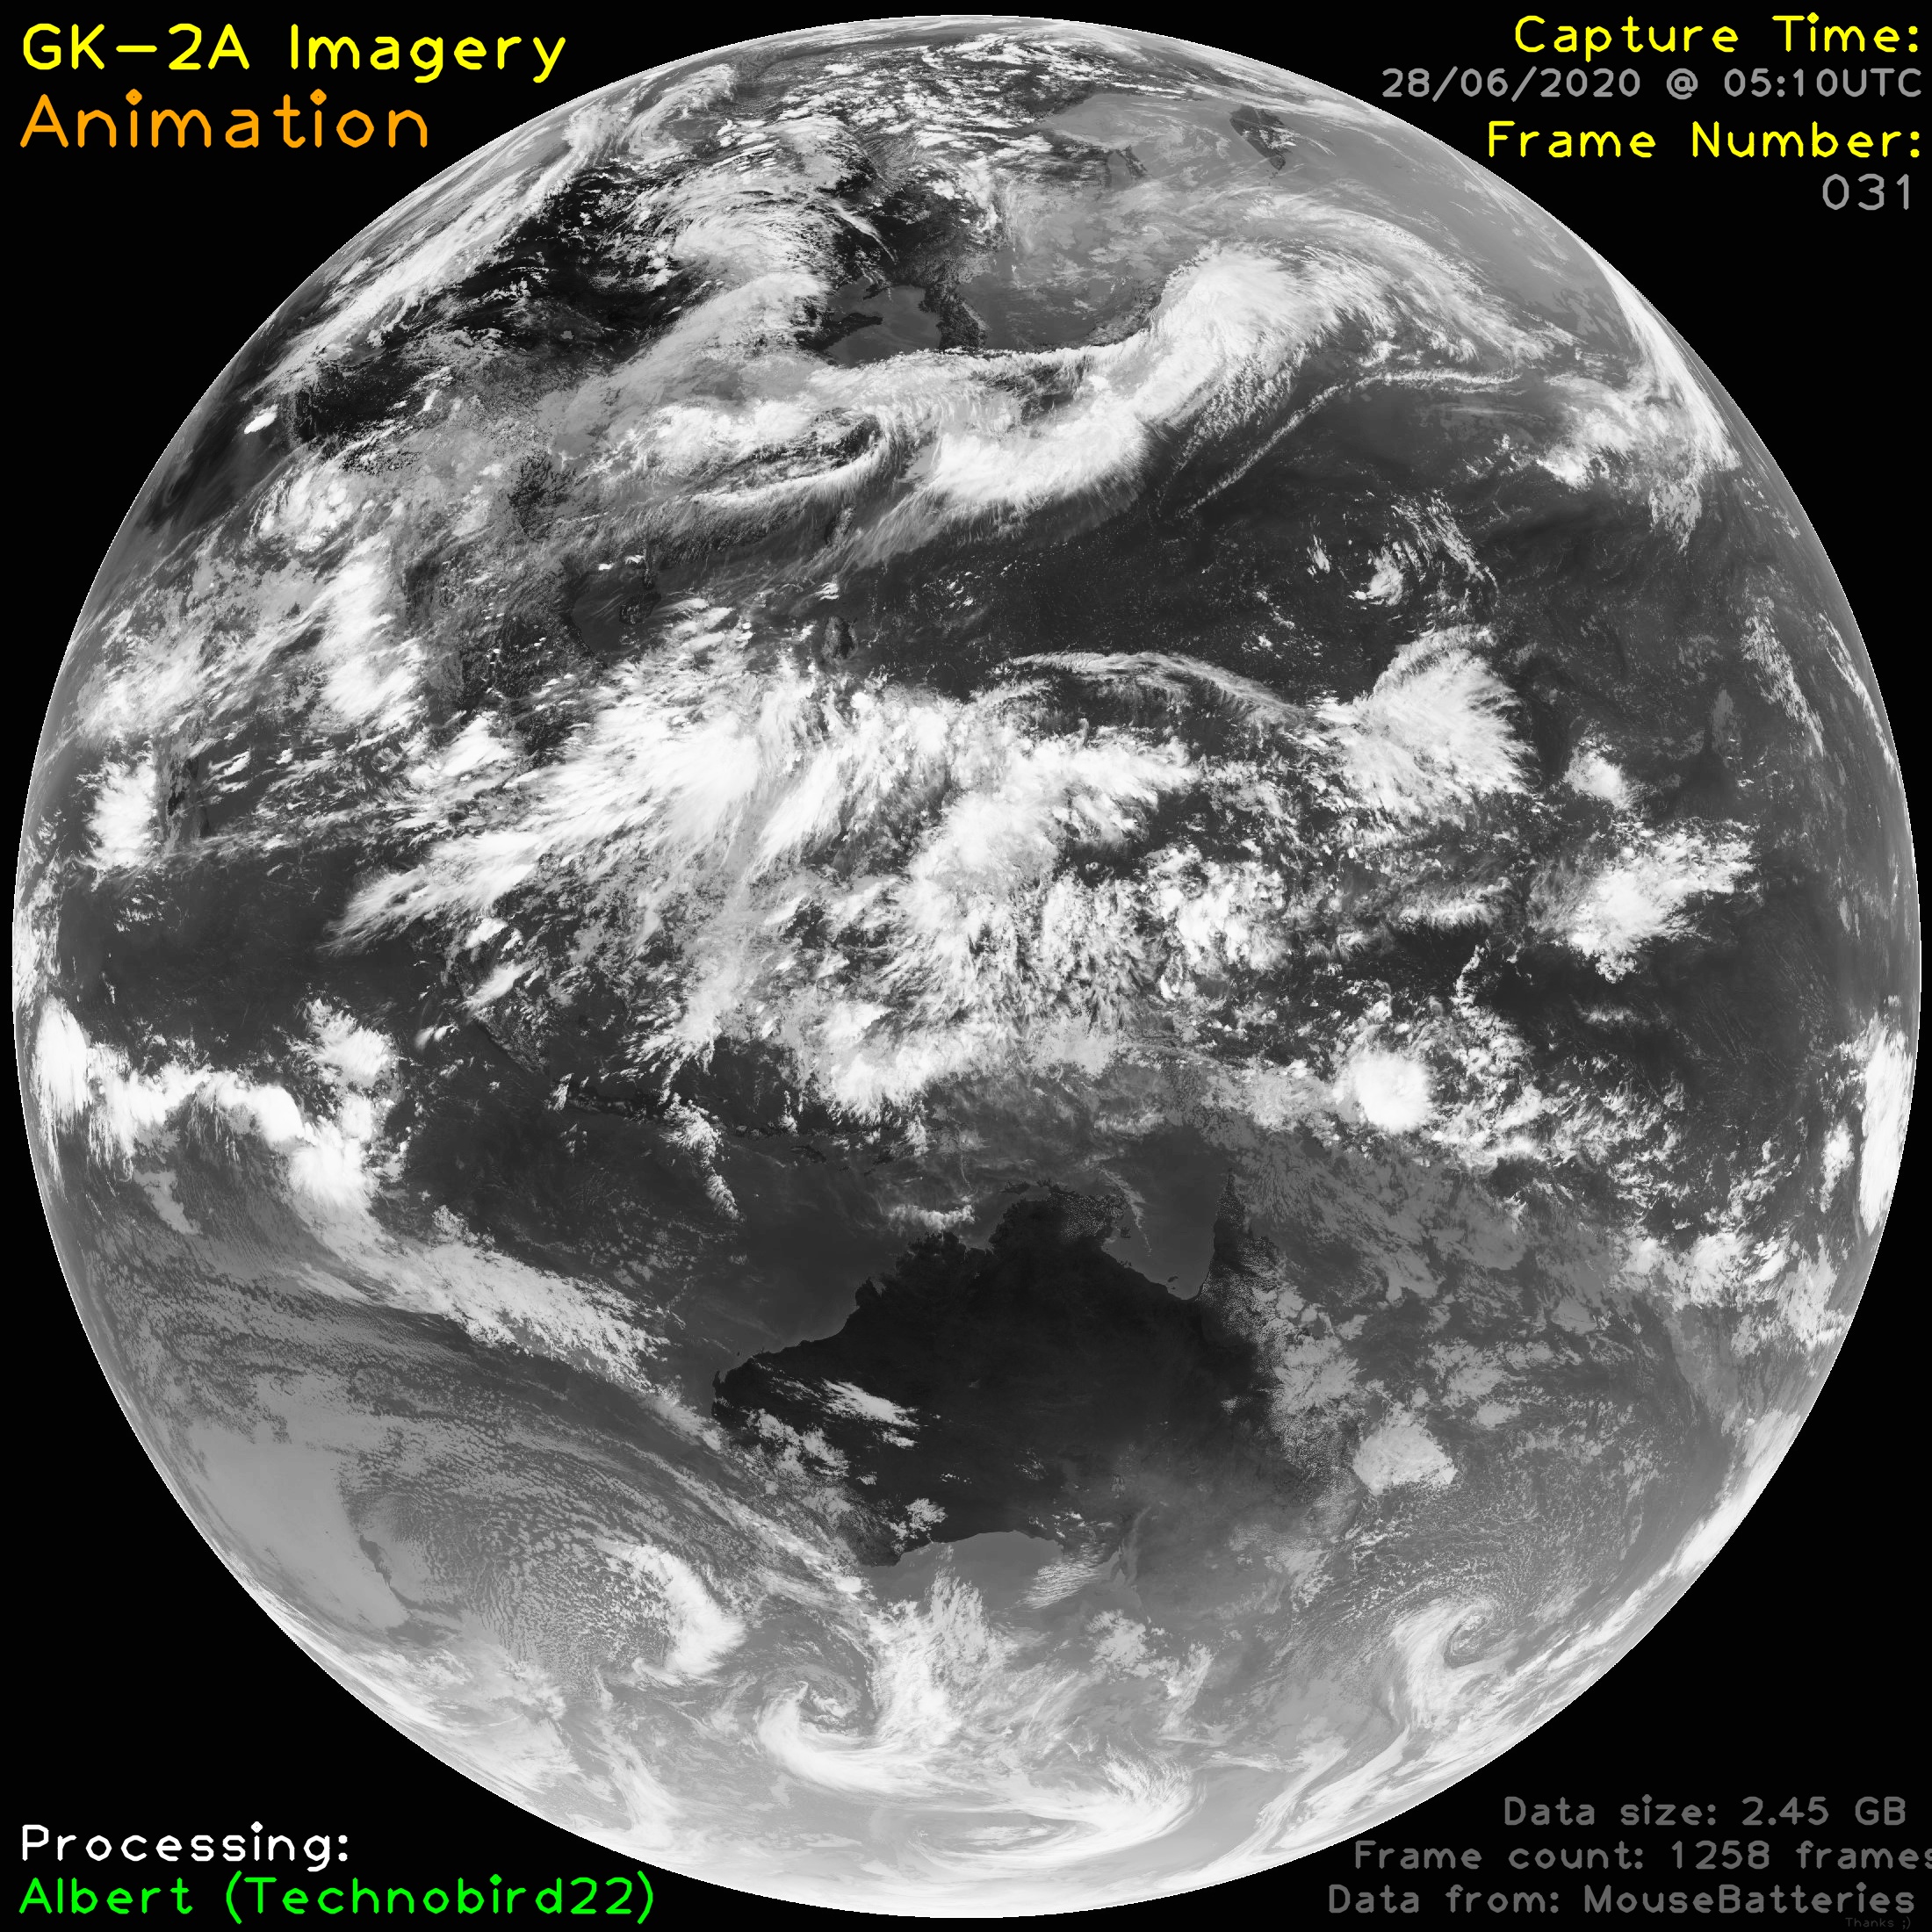 GK-2A Imagery
Animation
Capture Time:
28/06/2020 @ 05:10UTC
Frame Number:
031
Processing:
Albert (Technobird22)
Data size: 2.45 GB
Frame count: 1258 frames
Data from: MouseBatteries
Thanks ;)